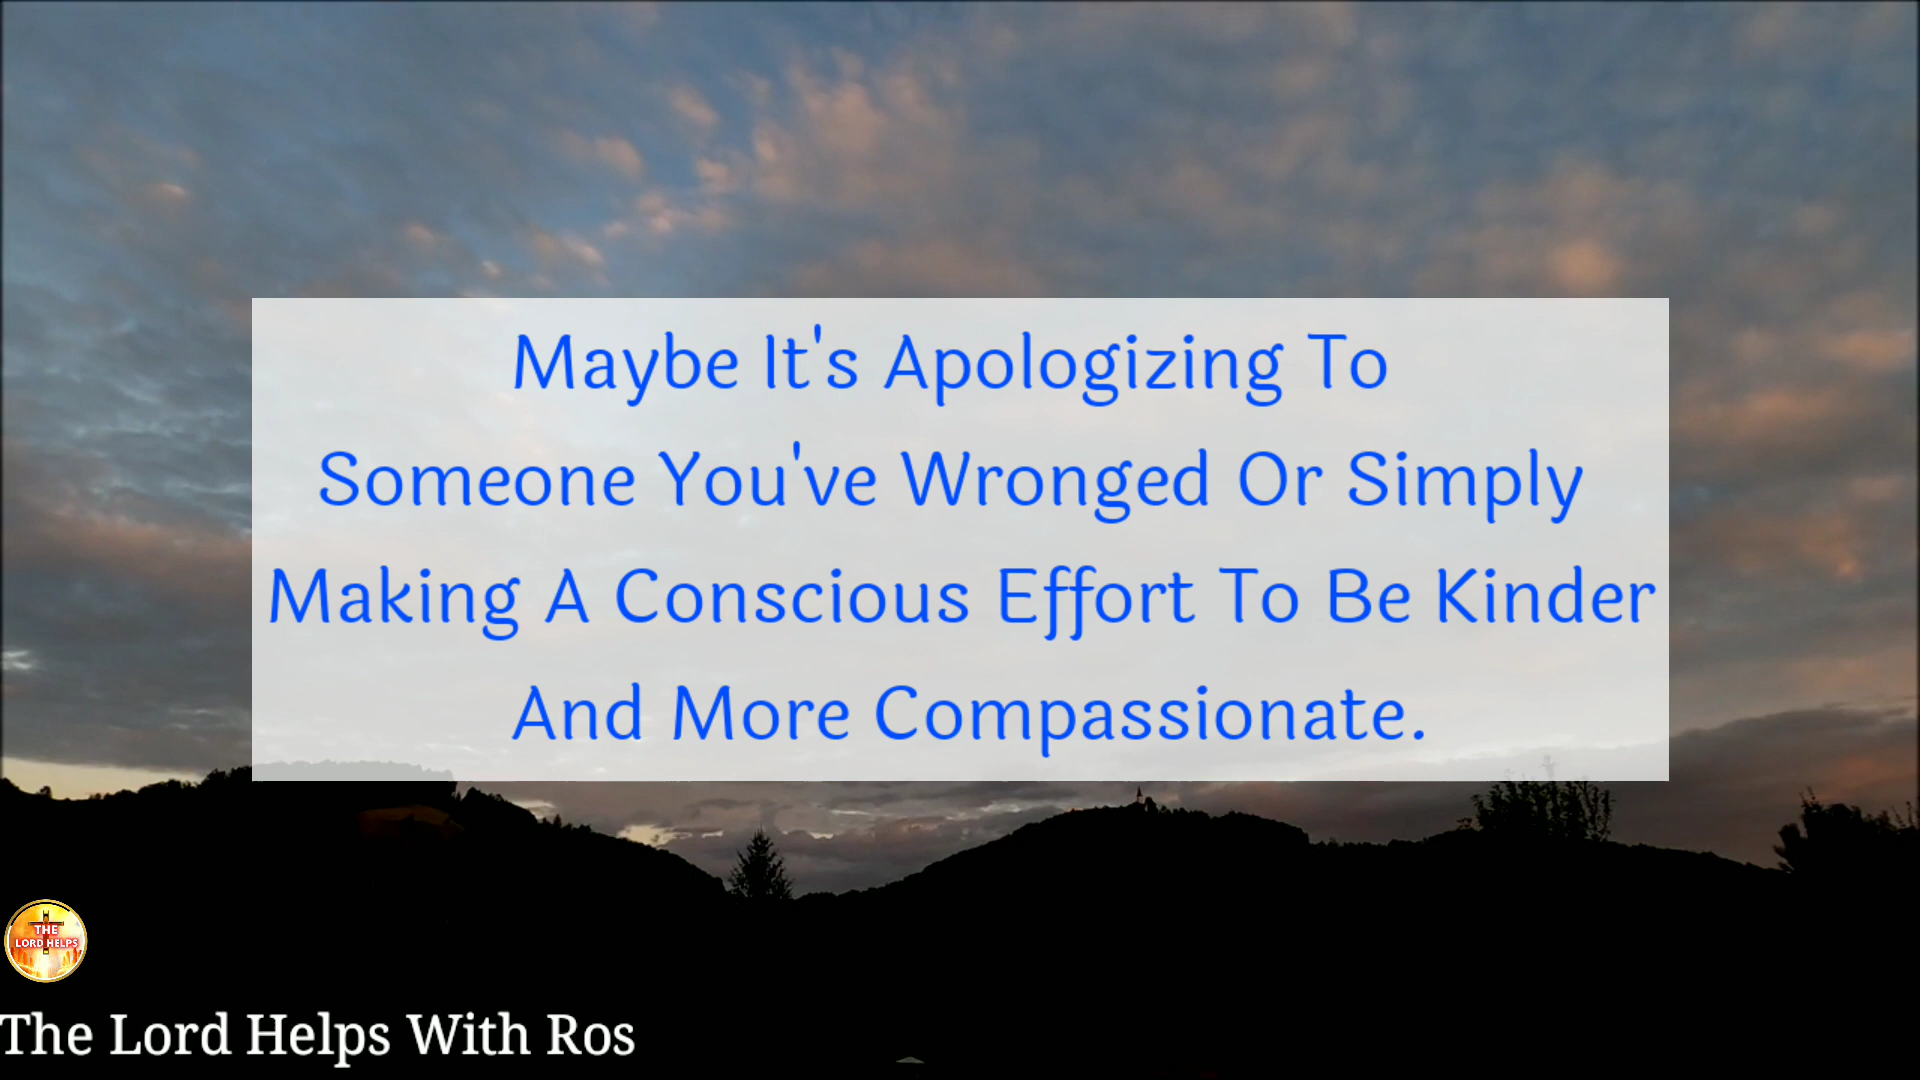 Maybe It's Apologizing To
Someone You've Wronged Or Simply
Making A Conscious Effort To Be Kinder
And More Compassionate.
THE
LORD HELPS
The Lord Helps With Ros